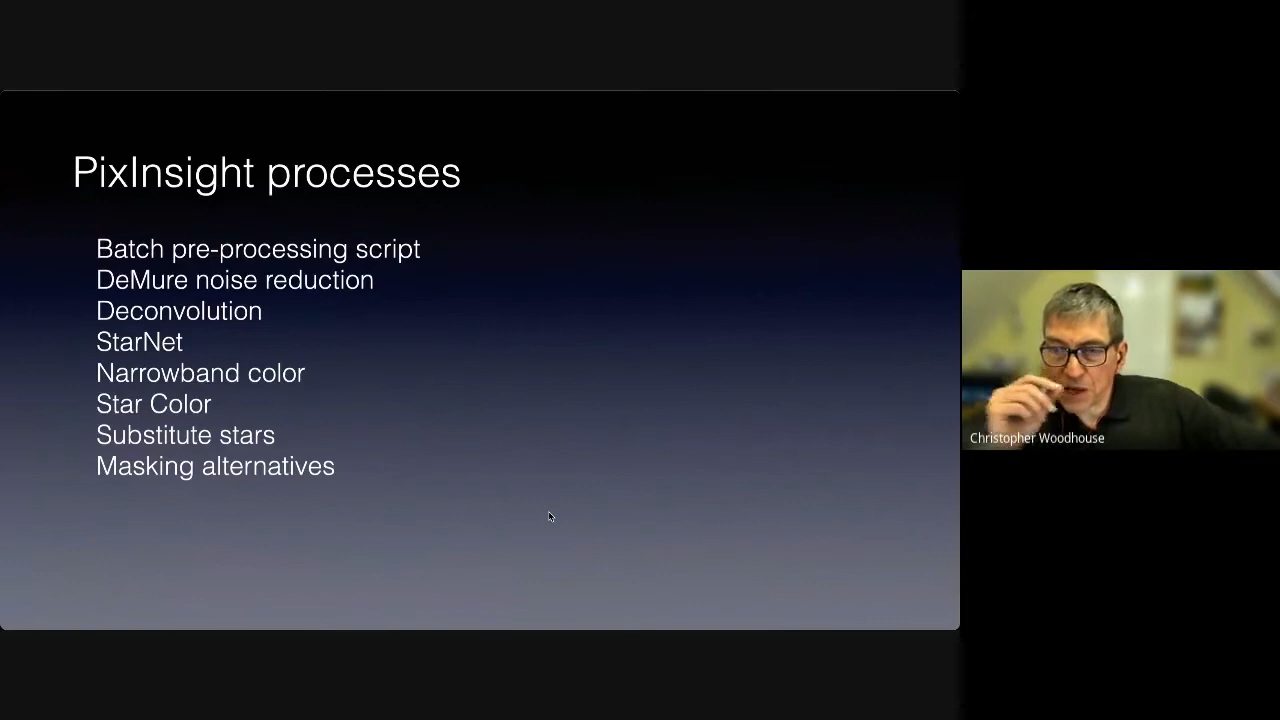 PixInsight processes
Batch pre-processing script
DeMure noise reduction
Deconvolution
StarNet
Narrowband color
Star Color
Substitute stars
Masking alternatives
Christopher Woodhouse